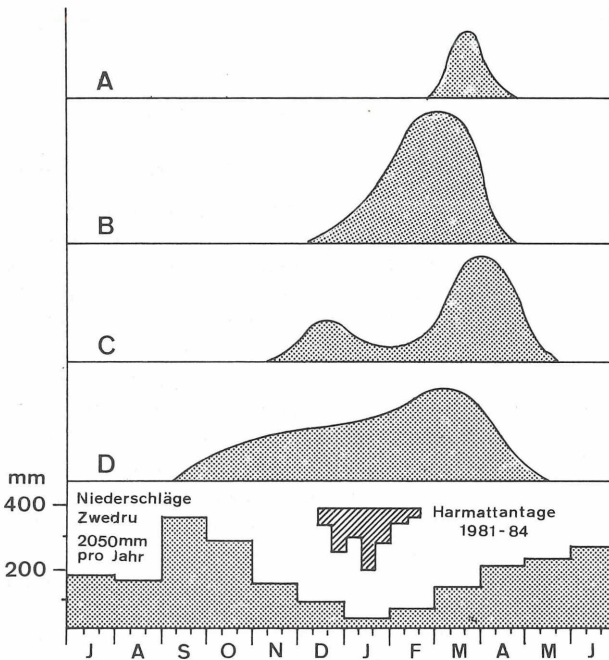 A
B
C
D
mm
400
200
Niederschläge
Zwedru
2050mm
pro Jahr
Harmattantage
1981-84
J A S O N D J F M A M J